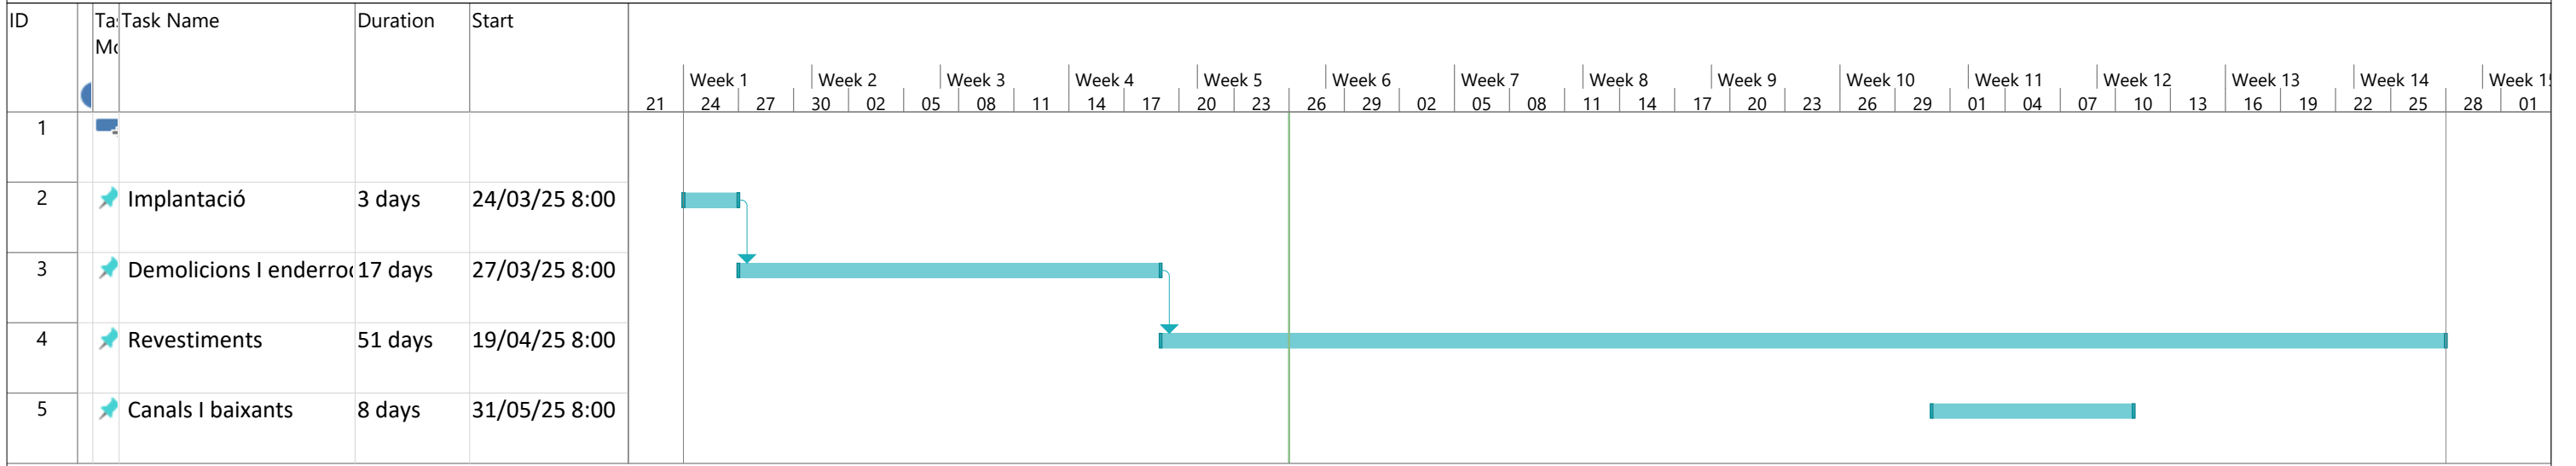 ID Task Name Duration Start
Week 1 Week 2 Week 3 Week 4 Week 5 Week 6 Week 7 Week 8 Week 9 Week 10 Week 11 Week 12 Week 13 Week 14 Week
21 24 27 30 02 05 08 11 14 17 20 23 26 29 02 05 08 11 14 17 20 23 26 29 01 04 07 10 13 16 19 22 25 28 01
1
2 Implantació 3 days 24/03/25 8:00
3 Demolicions I 17 days 27/03/25 8:00
4 Revestiments 51 days 19/04/25 8:00
5 Canals I baixants 8 days 31/05/25 8:00